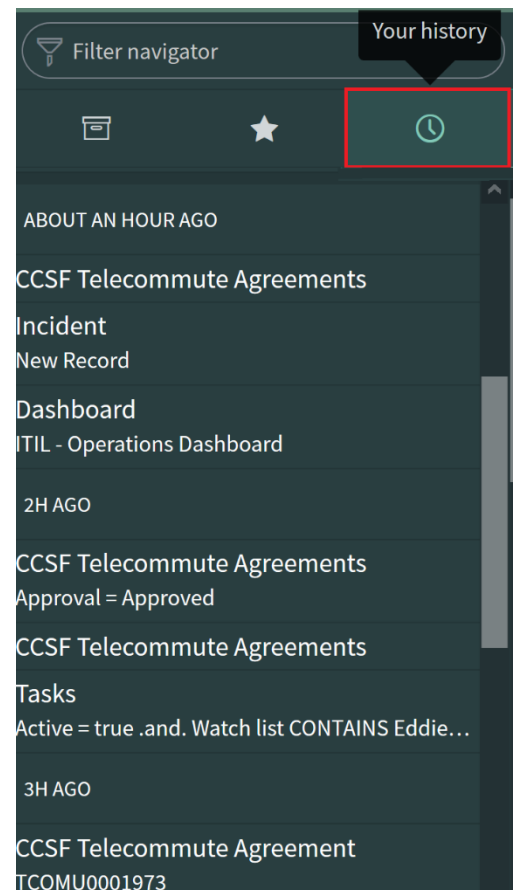 Your history
Filter navigator
ABOUT AN HOUR AGO
CCSF Telecommute Agreements
Incident
New Record
Dashboard
ITIL - Operations Dashboard
2H AGO
CCSF Telecommute Agreements
Approval = Approved
CCSF Telecommute Agreements
Tasks
Active = true .and. Watch list CONTAINS Eddie...
3H AGO
CCSF Telecommute Agreement
TCOMU0001973